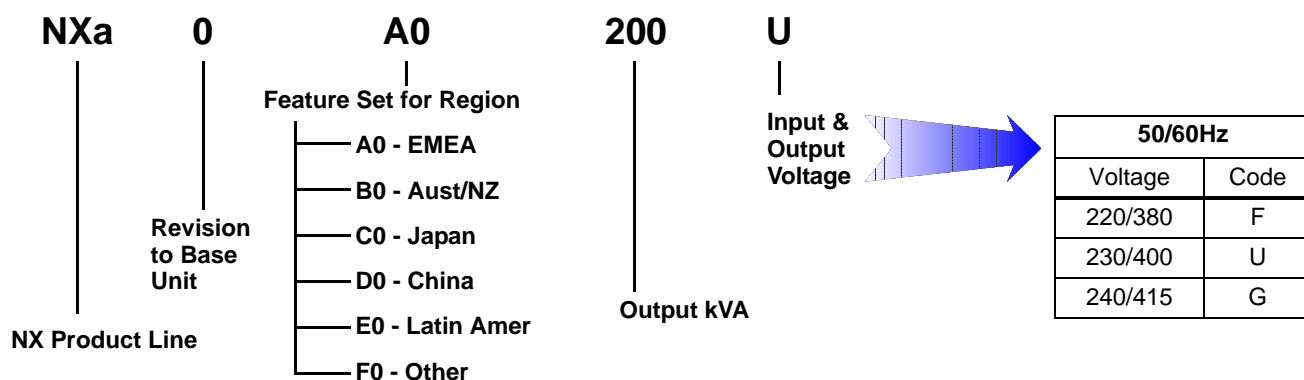 NXa 0 A0 200 U
Feature Set for Region
A0 - EMEA
B0 - Aust/NZ
C0 - Japan
D0 - China
E0 - Latin Amer
F0 - Other
Revision
to Base
Unit
NX Product Line
Output kVA
Input &
Output
Voltage
50/60Hz
Voltage Code
220/380 F
230/400 U
240/415 G